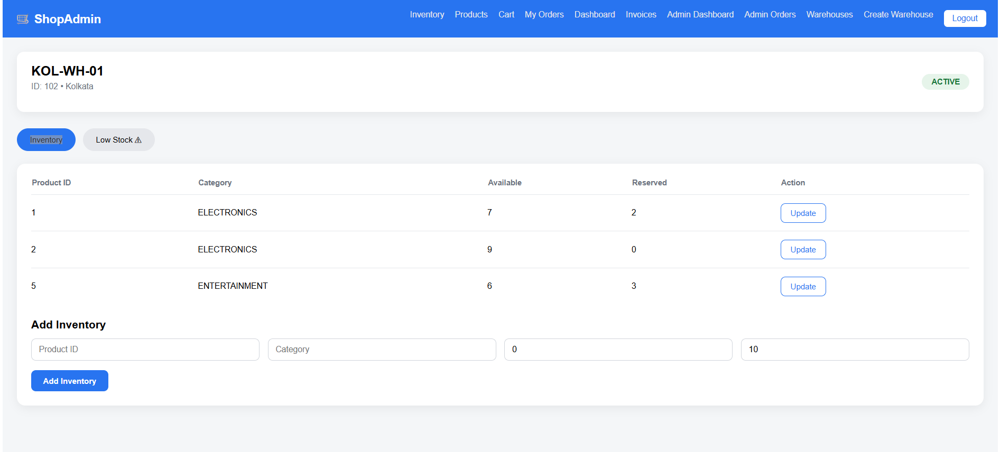 ShopAdmin
Inventory Products Cart My Orders Dashboard Invoices Admin Dashboard Admin Orders Warehouses Create Warehouse Logout
KOL-WH-01
ID: 102 • Kolkata
ACTIVE
Inventory Low Stock ⚠
Product ID Category Available Reserved Action
1 ELECTRONICS 7 2 Update
2 ELECTRONICS 9 0 Update
5 ENTERTAINMENT 6 3 Update
Add Inventory
Product ID Category 0 10
Add Inventory